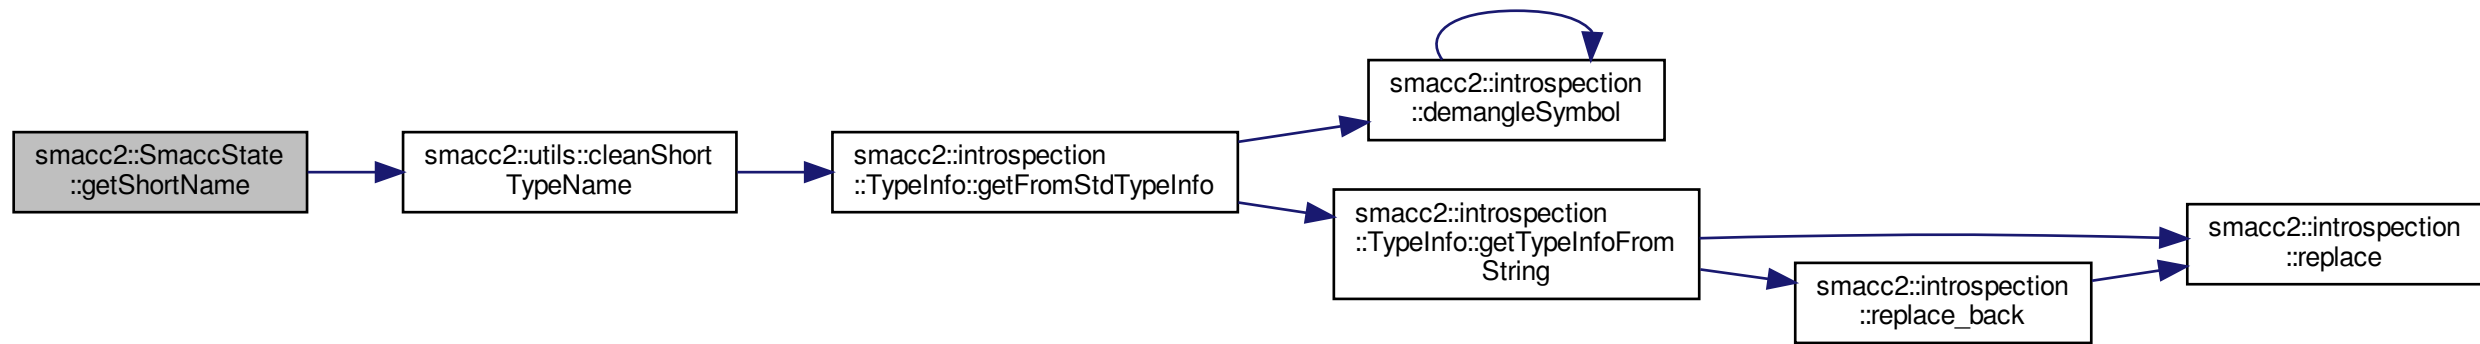 smacc2::SmaccState
::getShortName
smacc2::utils::cleanShort
TypeName
smacc2::introspection
::TypeInfo::getFromStdTypeInfo
smacc2::introspection
::demangleSymbol
smacc2::introspection
::TypeInfo::getTypeInfoFrom
String
smacc2::introspection
::replace_back
smacc2::introspection
::replace